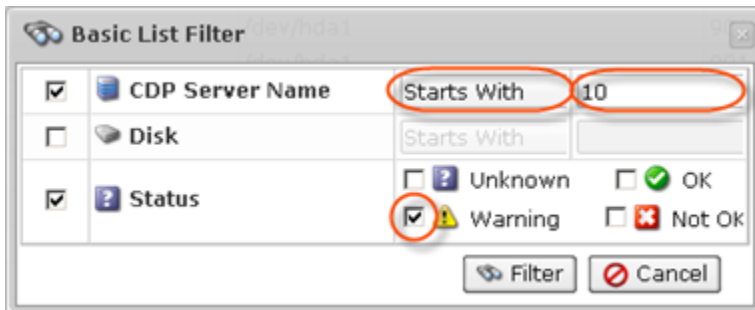 Basic List Filter
/dev/hda1
CDP Server Name Starts With 10
Disk Starts With
Status Unknown OK
Warning Not OK
Filter Cancel